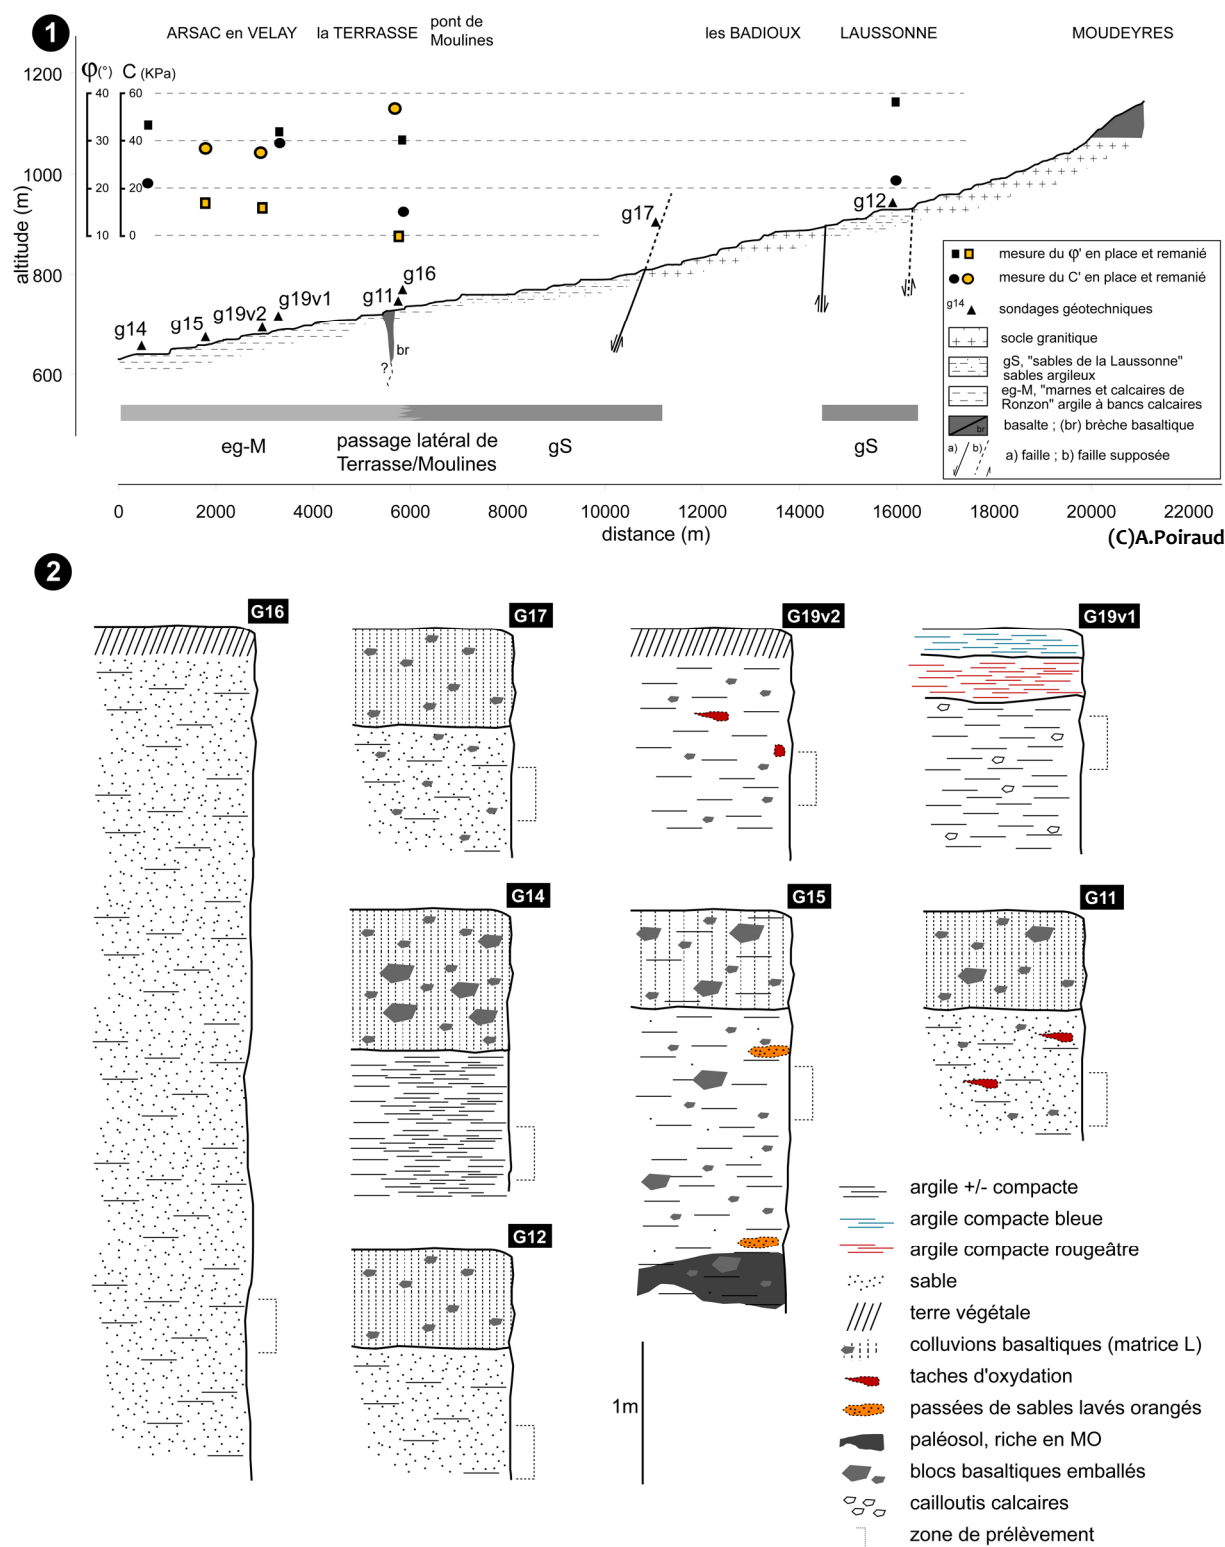 1
ARSAC en VELAY
la TERRASSE
pont de
Moulines
les BADIOUX
LAUSSONNE
MOUDEYRES
altitude (m)
1200
1000
800
600
φ(°)
40
30
20
10
C (KPa)
60
40
20
0
g14
g15
g19v2
g19v1
g11
g16
g17
g12
br
?
eg-M
passage latéral de
Terrasse/Moulines
gS
gS
mesure du φ' en place et remanié
mesure du C' en place et remanié
g14
sondages géotechniques
socle granitique
gS, "sables de la Laussonne"
sables argileux
eg-M, "marnes et calcaires de
Ronzon" argile à bancs calcaires
br
basalte ; (br) brèche basaltique
a) b)
a) faille ; b) faille supposée
0 2000 4000 6000 8000 10000 12000 14000 16000 18000 20000 22000
distance (m)
(C)A.Poiraud
2
G16
G17
G19v2
G19v1
G14
G15
G11
G12
1m
argile +/- compacte
argile compacte bleue
argile compacte rougeâtre
sable
terre végétale
colluvions basaltiques (matrice L)
taches d'oxydation
passées de sables lavés orangés
paléosol, riche en MO
blocs basaltiques emballés
cailloutis calcaires
zone de prélèvement